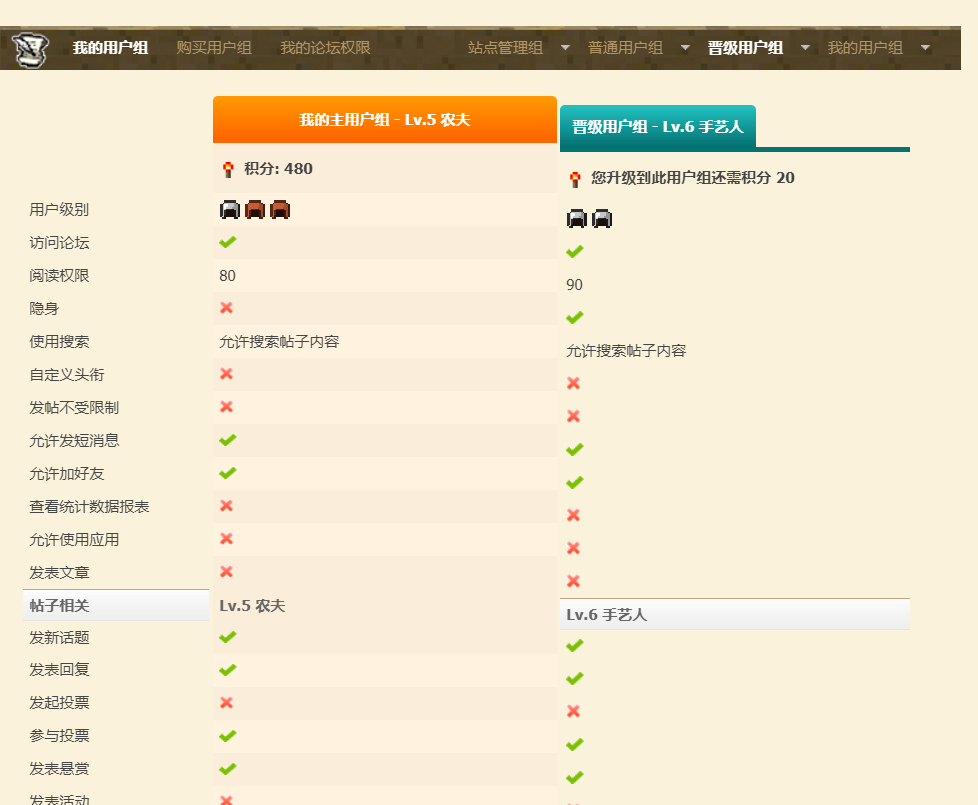 我的用户组 购买用户组 我的论坛权限 站点管理组 普通用户组 晋级用户组 我的用户组
我的主用户组 - Lv.5 农夫 晋级用户组 - Lv.6 手艺人
积分: 480 您升级到此用户组还需积分 20
用户级别
访问论坛
阅读权限 80 90
隐身
使用搜索 允许搜索帖子内容 允许搜索帖子内容
自定义头衔
发帖不受限制
允许发短消息
允许加好友
查看统计数据报表
允许使用应用
发表文章
帖子相关 Lv.5 农夫 Lv.6 手艺人
发新话题
发表回复
发起投票
参与投票
发表悬赏
发表活动